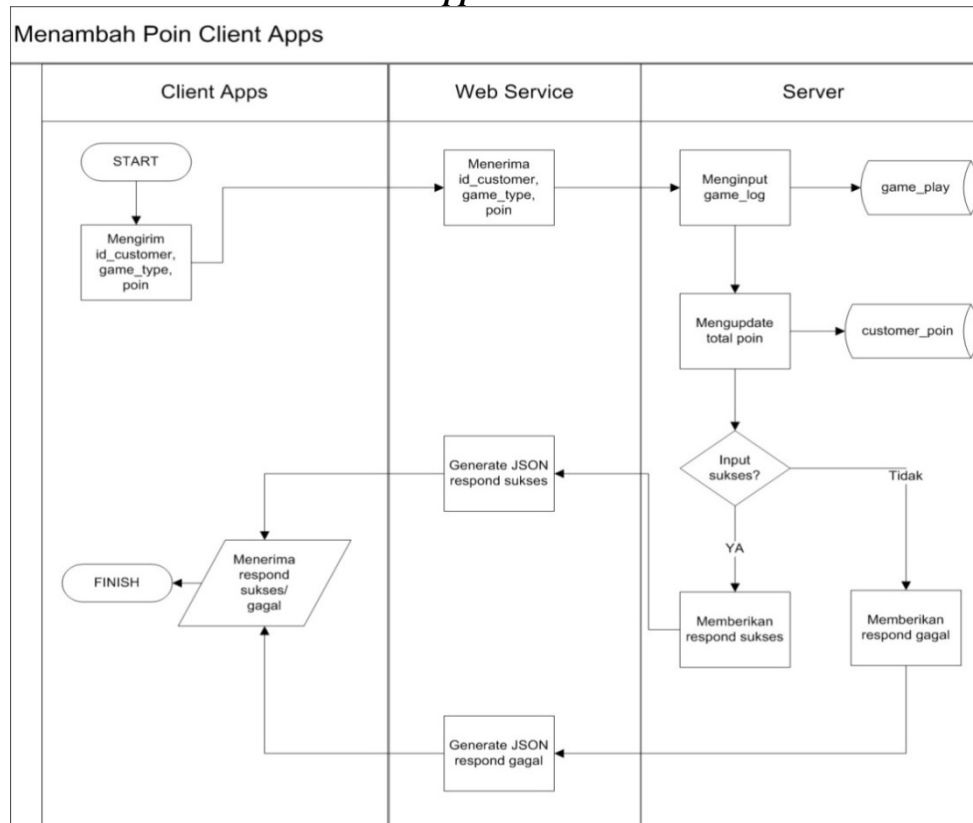 Menambah Poin Client Apps
Client Apps
Web Service
Server
START
Mengirim
id_customer,
game_type,
poin
Menerima
id_customer,
game_type,
poin
Menginput
game_log
game_play
Mengupdate
total poin
customer_poin
Input
sukses?
Tidak
YA
Generate JSON
respond sukses
Menerima
respond
sukses/
gagal
FINISH
Memberikan
respond sukses
Memberikan
respond gagal
Generate JSON
respond gagal